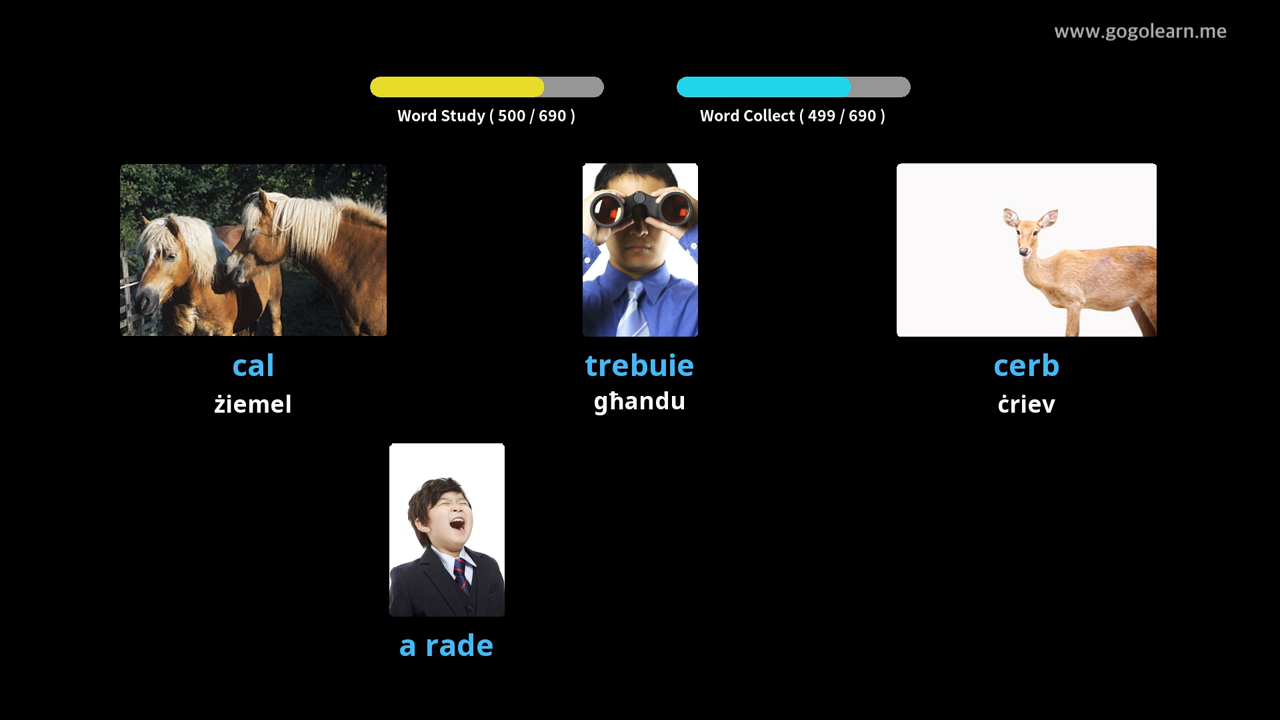 www.gogolearn.me
Word Study ( 500 / 690 )
Word Collect ( 499 / 690 )
cal
żiemel
trebuie
għandu
cerb
ċriev
a rade